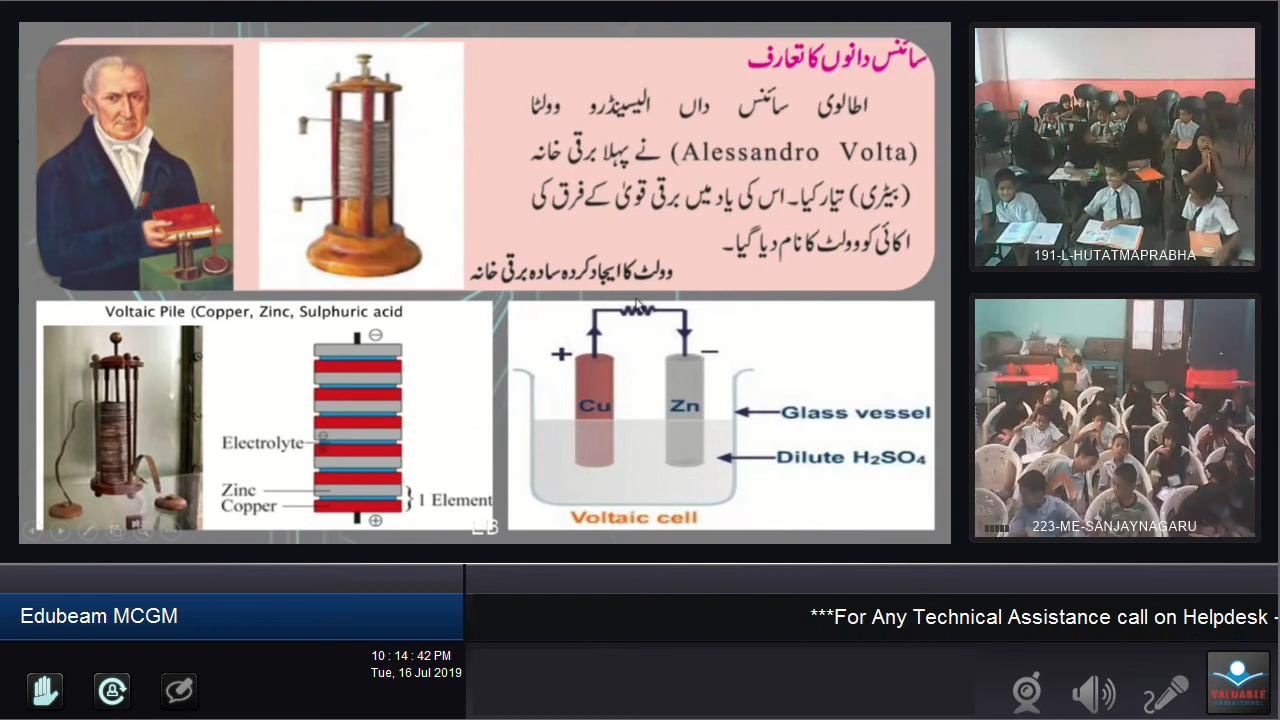 سائنس دانوں کا تعارف
اطالوی سائنس داں الیسینڈرو وولٹا
(Alessandro Volta) نے پہلا برقی خانہ
(بیٹری) تیار کیا۔ اس کی یاد میں برقی قویٰ کے فرق کی
اکائی کو وولٹ کا نام دیا گیا۔
وولٹ کا ایجاد کردہ سادہ برقی خانہ
Voltaic Pile (Copper, Zinc, Sulphuric acid
⊖
Electrolyte
Zinc
Copper
1 Element
⊕
+
−
Cu
Zn
Glass vessel
Dilute H₂SO₄
Voltaic cell
191-L-HUTATMAPRABHA
223-ME-SANJAYNAGARU
Edubeam MCGM
***For Any Technical Assistance call on Helpdesk -
10 : 14 : 42 PM
Tue, 16 Jul 2019
VALUABLE